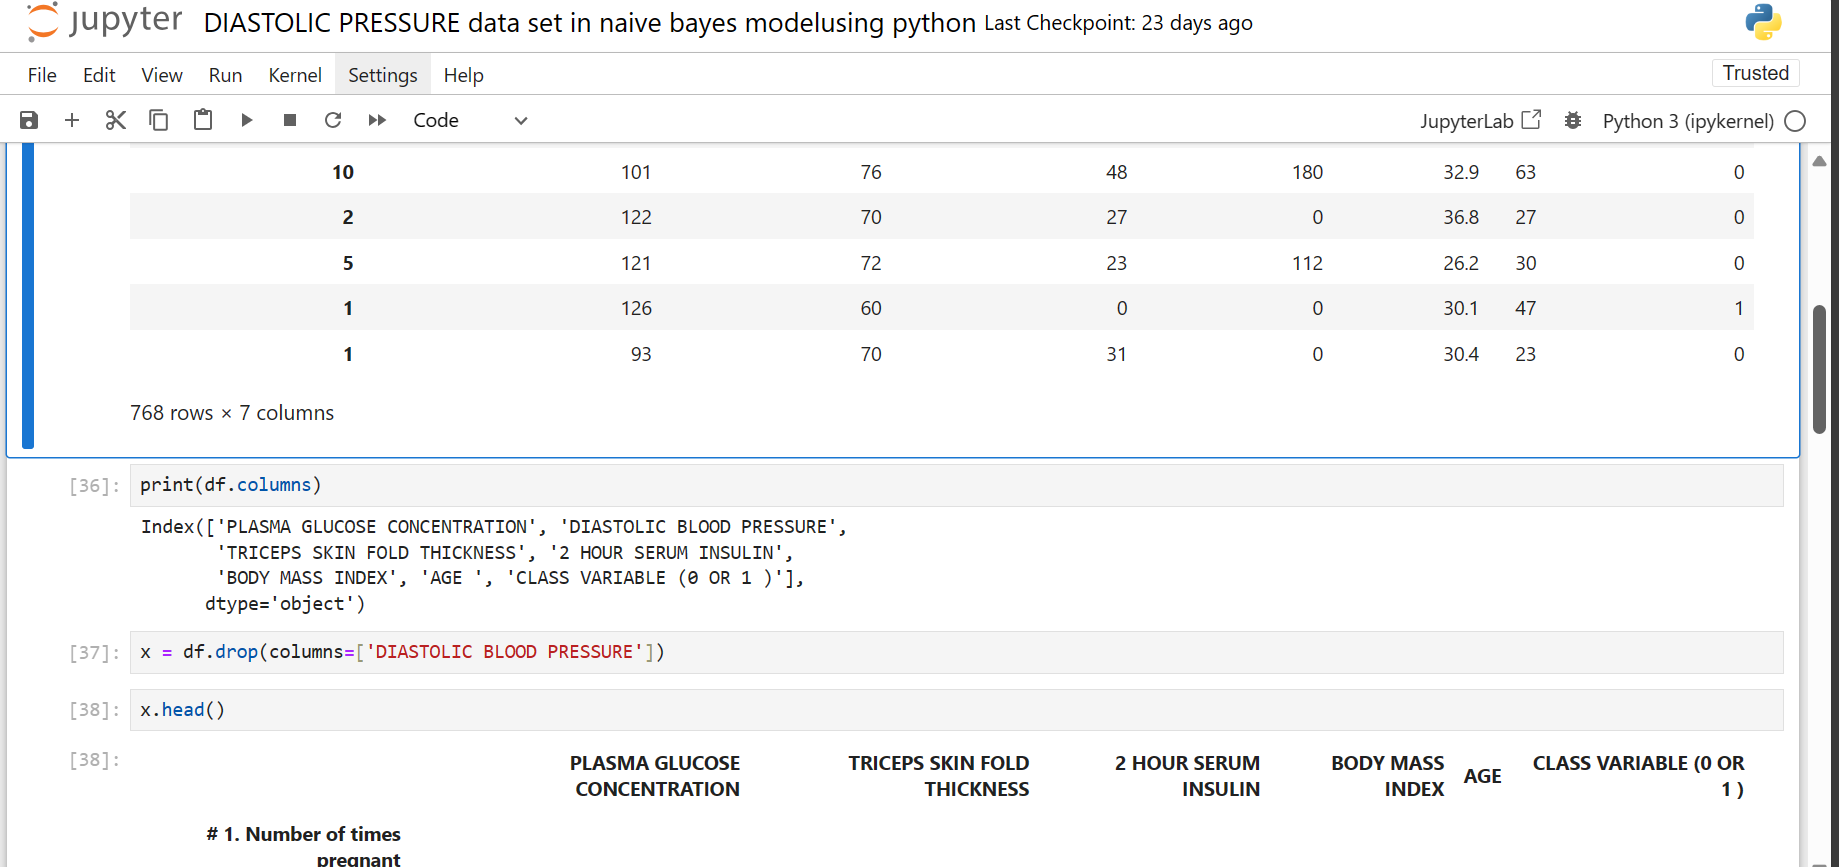 jupyter DIASTOLIC PRESSURE data set in naive bayes modelusing python Last Checkpoint: 23 days ago
File Edit View Run Kernel Settings Help Trusted
Code JupyterLab Python 3 (ipykernel)
10 101 76 48 180 32.9 63 0
2 122 70 27 0 36.8 27 0
5 121 72 23 112 26.2 30 0
1 126 60 0 0 30.1 47 1
1 93 70 31 0 30.4 23 0
768 rows × 7 columns
[36]: print(df.columns)
Index(['PLASMA GLUCOSE CONCENTRATION', 'DIASTOLIC BLOOD PRESSURE',
'TRICEPS SKIN FOLD THICKNESS', '2 HOUR SERUM INSULIN',
'BODY MASS INDEX', 'AGE ', 'CLASS VARIABLE (0 OR 1 )'],
dtype='object')
[37]: x = df.drop(columns=['DIASTOLIC BLOOD PRESSURE'])
[38]: x.head()
[38]:
PLASMA GLUCOSE
CONCENTRATION
TRICEPS SKIN FOLD
THICKNESS
2 HOUR SERUM
INSULIN
BODY MASS
INDEX
AGE
CLASS VARIABLE (0 OR
1 )
# 1. Number of times
pregnant